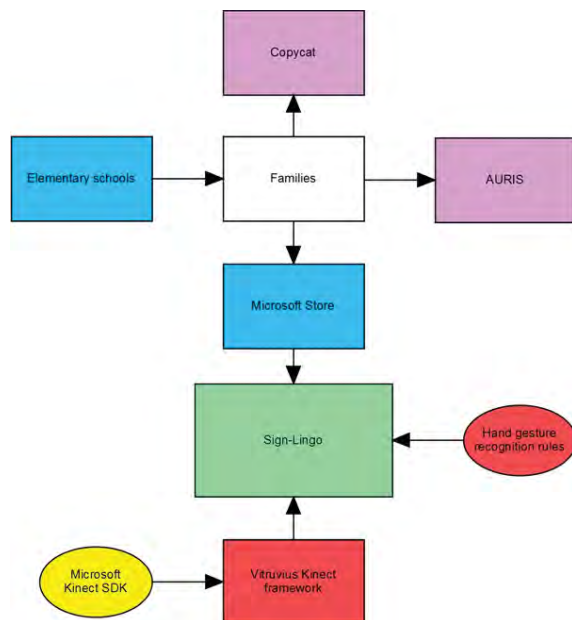 Copycat
Elementary schools
Families
AURIS
Microsoft Store
Sign-Lingo
Hand gesture
recognition rules
Microsoft
Kinect SDK
Vitruvius Kinect
framework